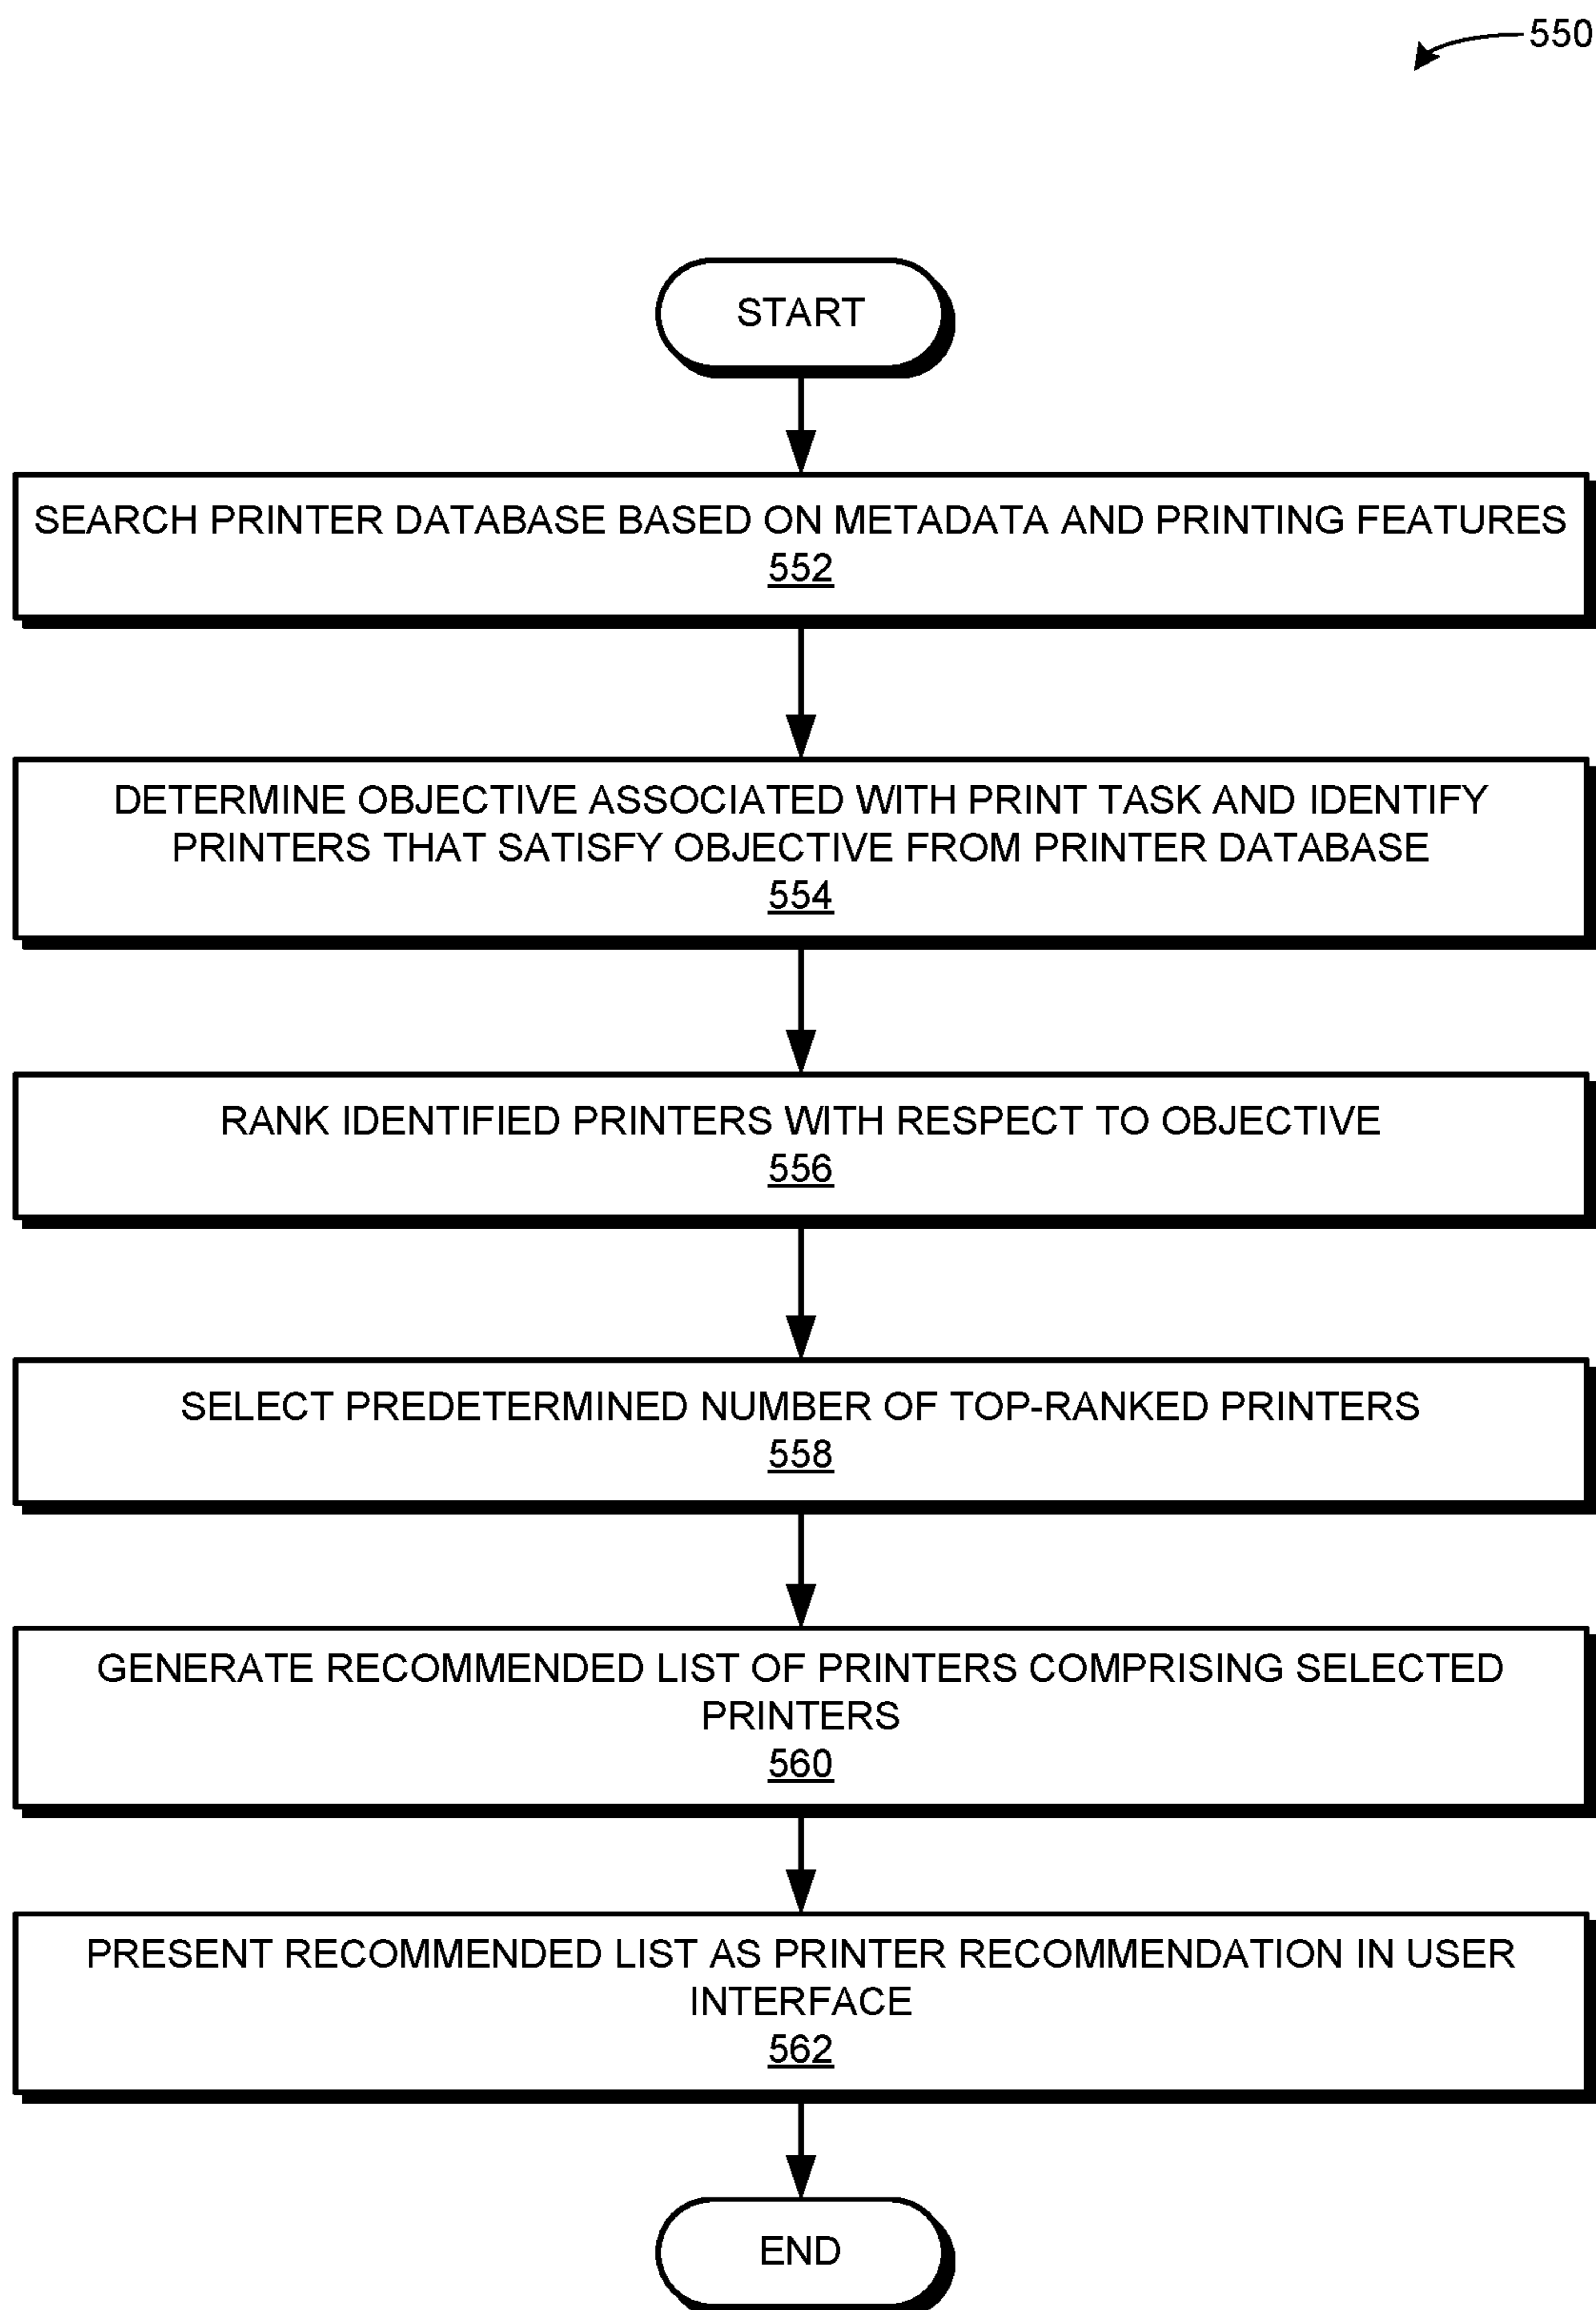 550
START
SEARCH PRINTER DATABASE BASED ON METADATA AND PRINTING FEATURES
552
DETERMINE OBJECTIVE ASSOCIATED WITH PRINT TASK AND IDENTIFY
PRINTERS THAT SATISFY OBJECTIVE FROM PRINTER DATABASE
554
RANK IDENTIFIED PRINTERS WITH RESPECT TO OBJECTIVE
556
SELECT PREDETERMINED NUMBER OF TOP-RANKED PRINTERS
558
GENERATE RECOMMENDED LIST OF PRINTERS COMPRISING SELECTED
PRINTERS
560
PRESENT RECOMMENDED LIST AS PRINTER RECOMMENDATION IN USER
INTERFACE
562
END